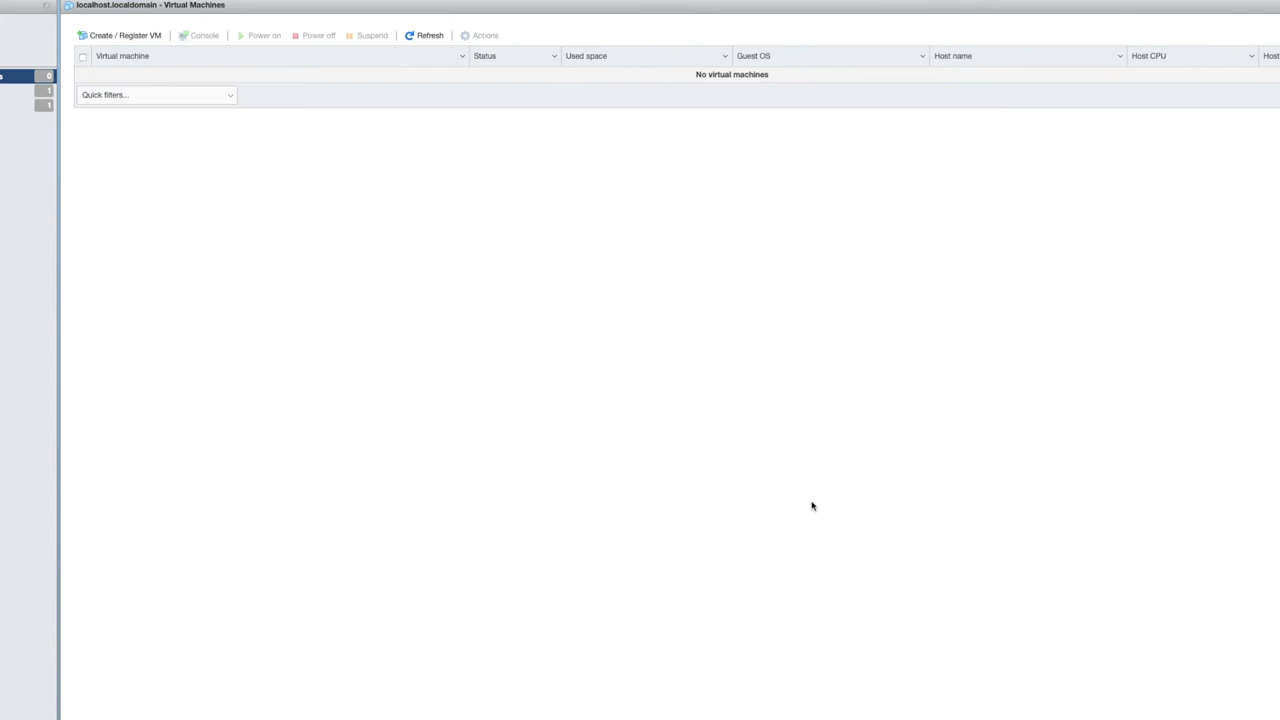 localhost.localdomain - Virtual Machines
Create / Register VM | Console | Power on Power off Suspend | Refresh | Actions
Virtual machine Status Used space Guest OS Host name Host CPU Host
s 0
No virtual machines
1
Quick filters...
1